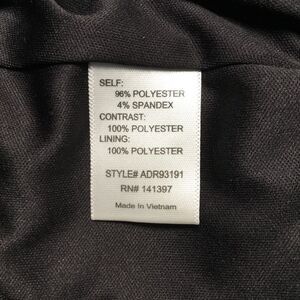 SELF:
96% POLYESTER
4% SPANDEX
CONTRAST:
100% POLYESTER
LINING:
100% POLYESTER
STYLE# ADR93191
RN# 141397
Made In Vietnam